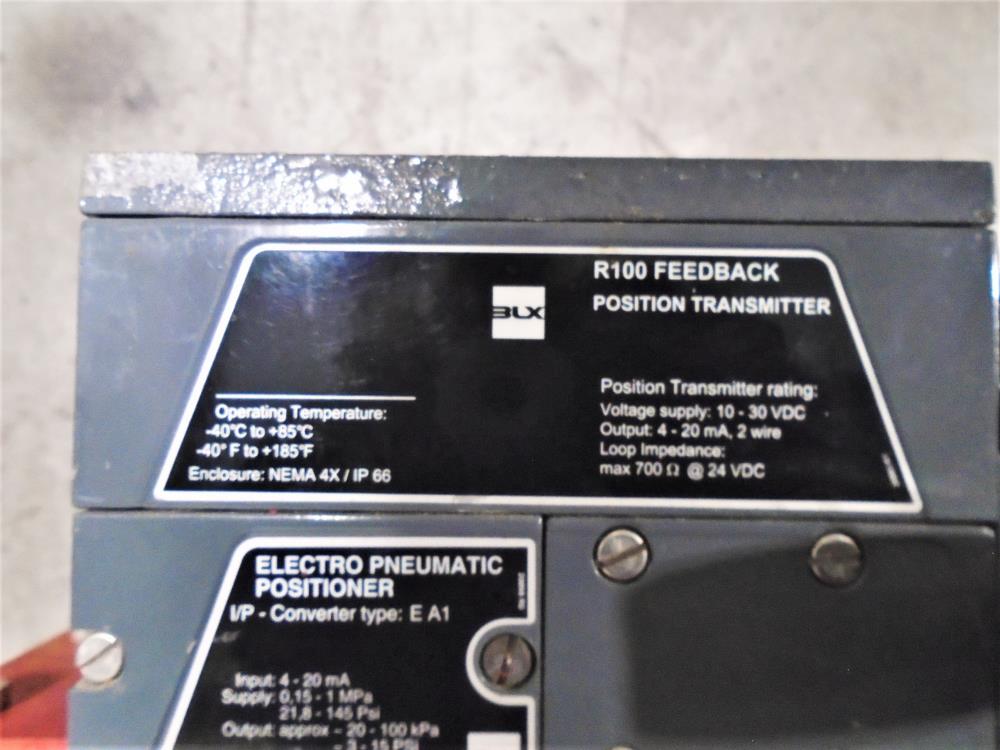 R100 FEEDBACK
POSITION TRANSMITTER
BLX
Position Transmitter rating:
Voltage supply: 10 - 30 VDC
Output: 4 - 20 mA, 2 wire
Loop Impedance:
max 700 Ω @ 24 VDC
Operating Temperature:
-40°C to +85°C
-40° F to +185°F
Enclosure: NEMA 4X / IP 66
ELECTRO PNEUMATIC
POSITIONER
I/P - Converter type: E A1
Input: 4 - 20 mA
Supply: 0,15 - 1 MPa
21,8 - 145 Psi
Output: approx - 20 - 100 kPa
- 3 - 15 PSI